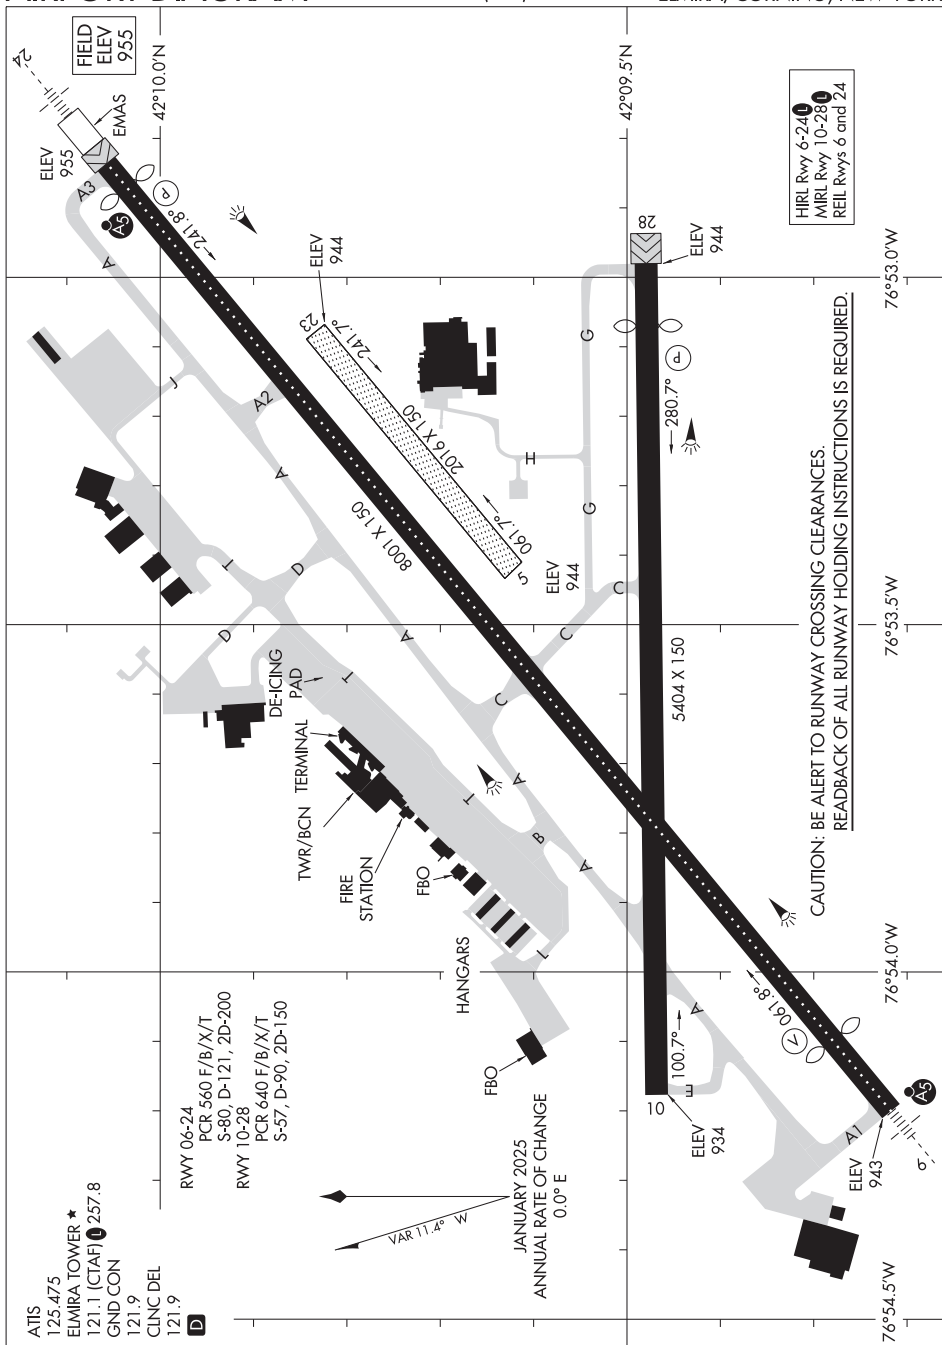 ATIS
125.475
ELMIRA TOWER ★
121.1 (CTAF) L 257.8
GND CON
121.9
CLNC DEL
121.9
D
FIELD
ELEV
955
24
ELEV
955
EMAS
A3
A5
P
241.8°
42°10.0'N
42°09.5'N
HIRL Rwy 6-24 L
MIRL Rwy 10-28 L
REIL Rwys 6 and 24
A
J
A2
A
ELEV
944
23
241.7°
2016 X 150
061.7°
5
ELEV
944
8001 X 150
28
ELEV
944
76°53.0'W
G
P
280.7°
H
G
T
D
D
A
C
C
C
76°53.5'W
5404 X 150
DE-ICING
PAD
T
TERMINAL
TWR/BCN
FIRE
STATION
FBO
T
A
B
A
HANGARS
L
FBO
CAUTION: BE ALERT TO RUNWAY CROSSING CLEARANCES.
READBACK OF ALL RUNWAY HOLDING INSTRUCTIONS IS REQUIRED.
76°54.0'W
RWY 06-24
PCR 560 F/B/X/T
S-80, D-121, 2D-200
RWY 10-28
PCR 640 F/B/X/T
S-57, D-90, 2D-150
100.7°
A
10
E
ELEV
934
061.8°
V
A1
ELEV
943
A5
6
VAR 11.4° W
JANUARY 2025
ANNUAL RATE OF CHANGE
0.0° E
76°54.5'W